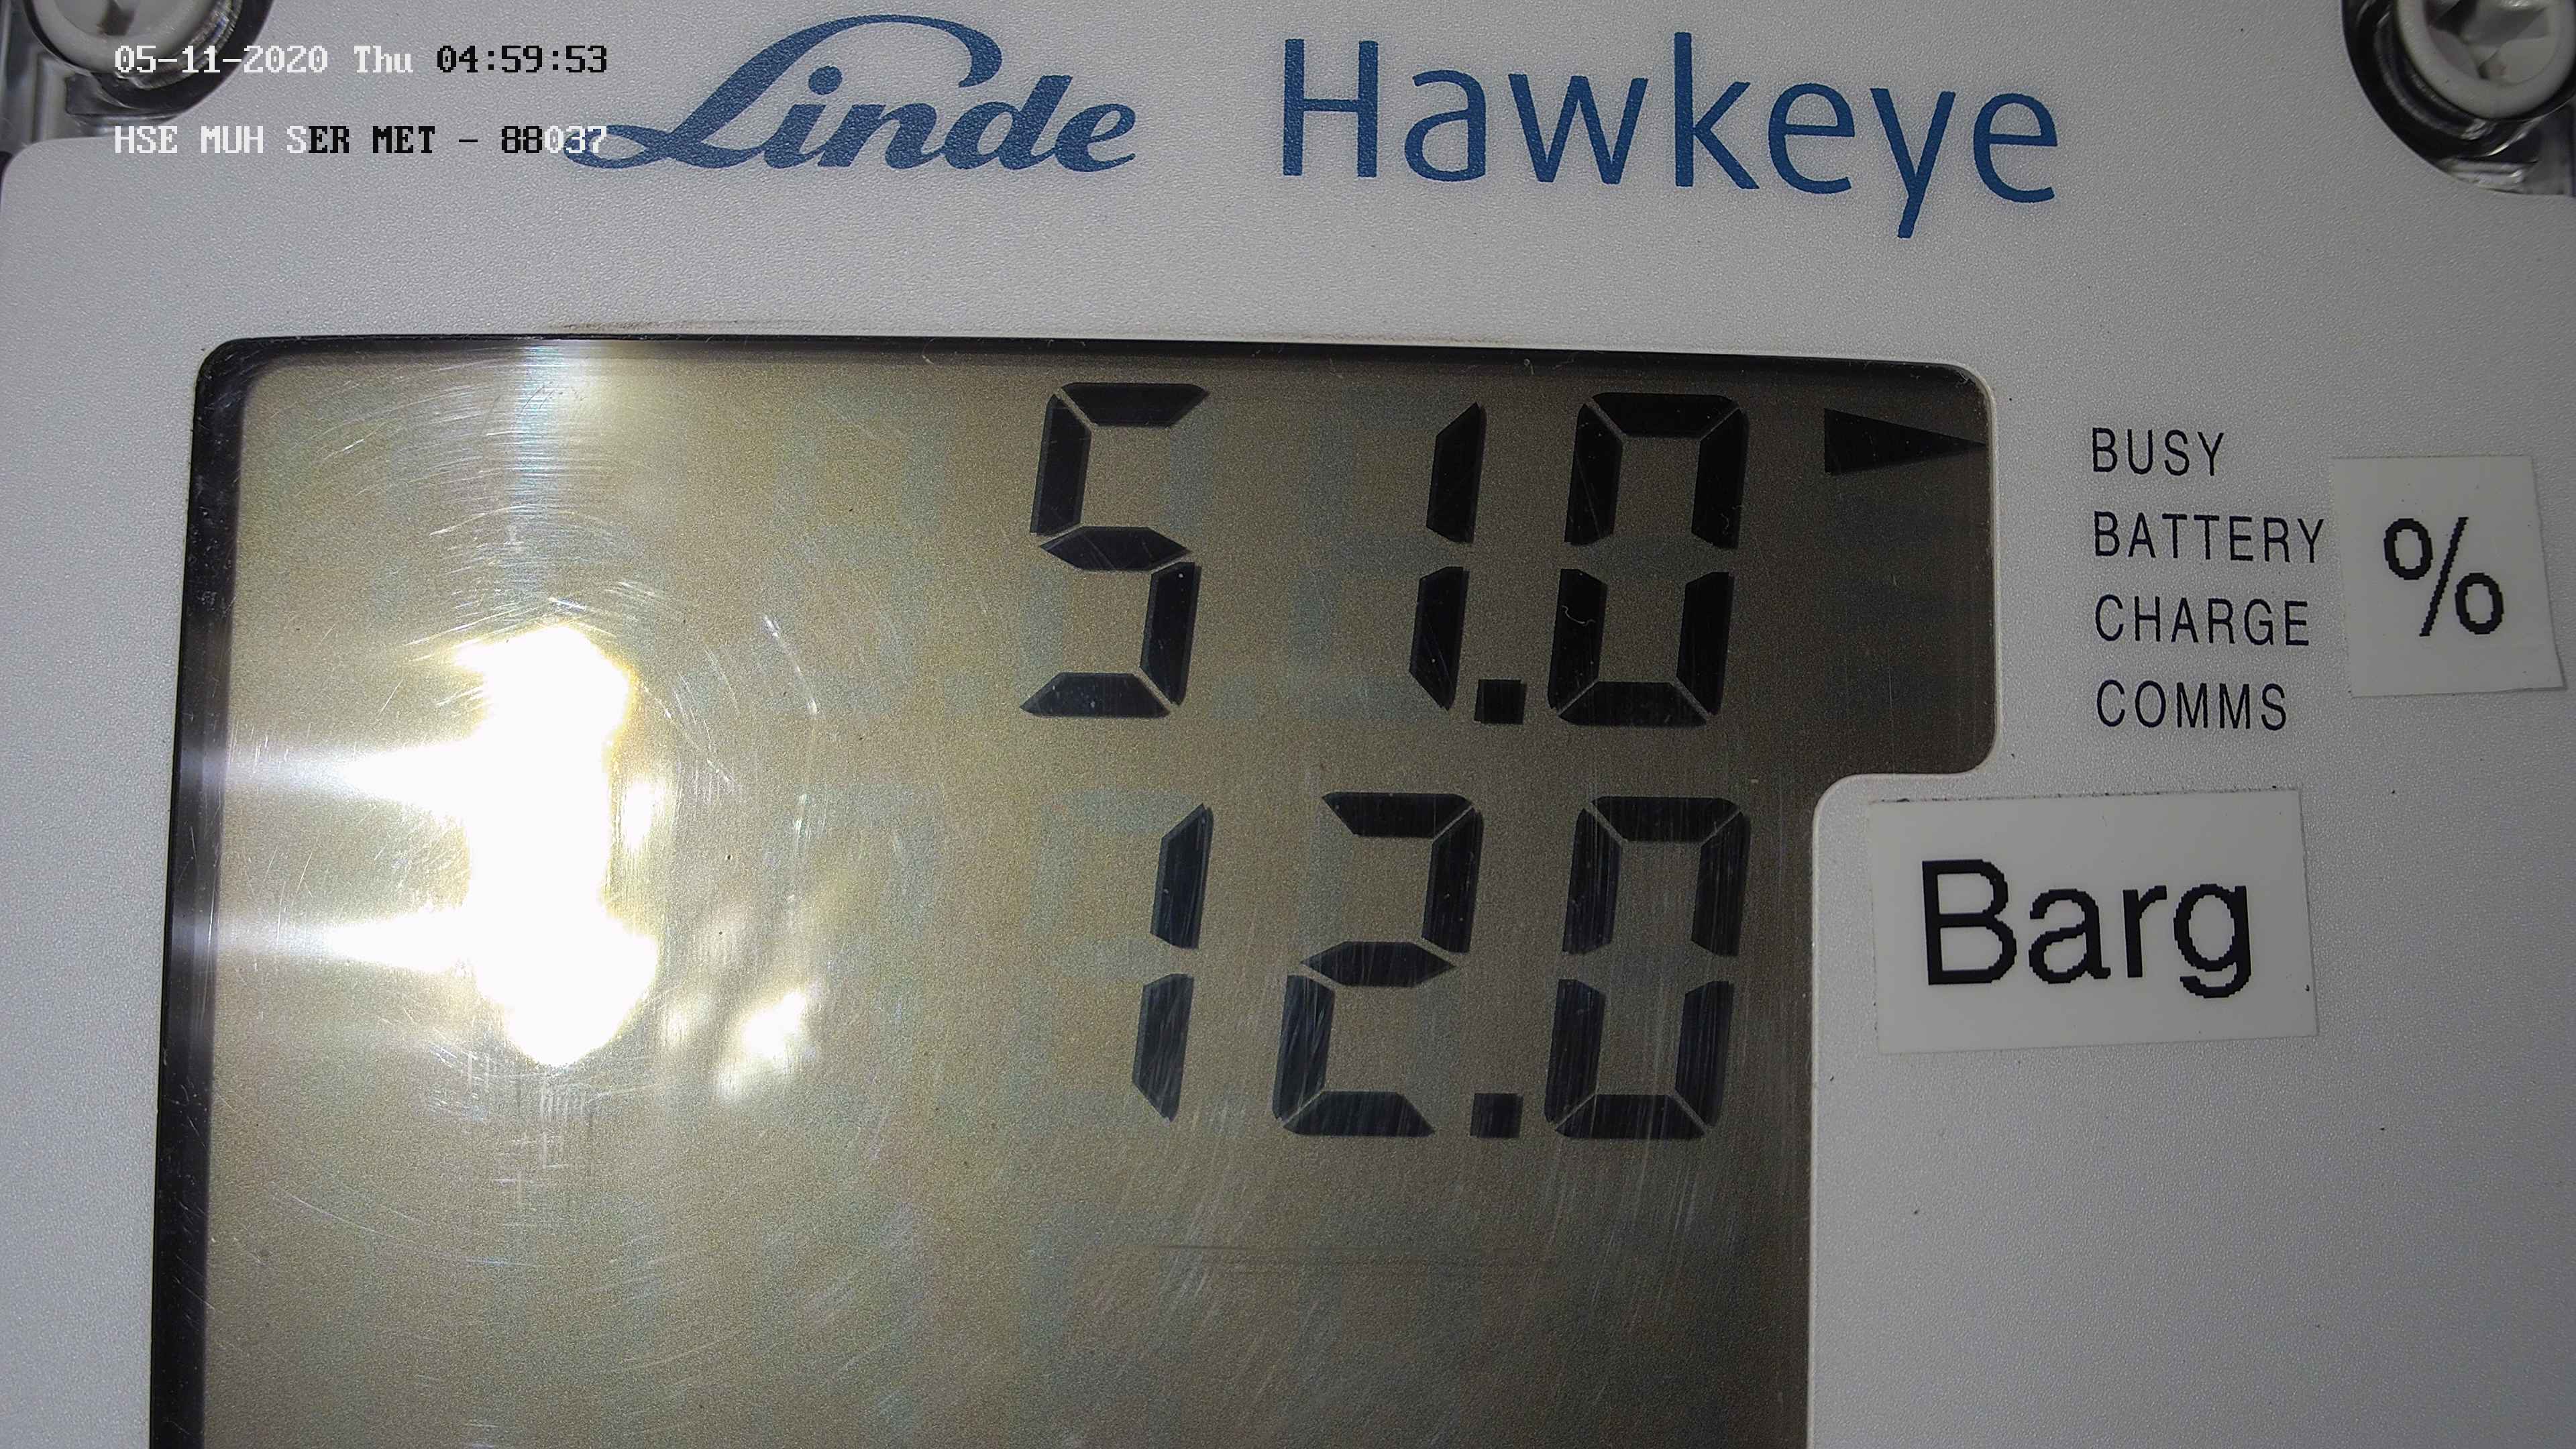 05-11-2020 Thu 04:59:53
HSE MUH SER MET - 88037
Linde Hawkeye
51.0
BUSY
BATTERY
CHARGE
COMMS
%
12.0
Barg